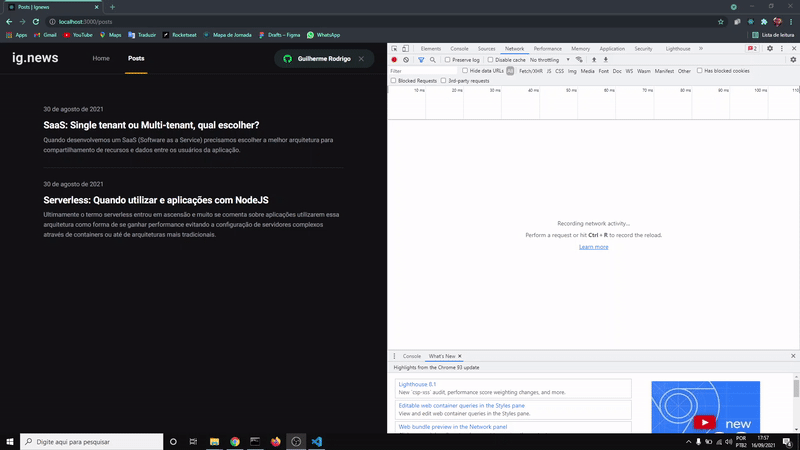 Posts | Ignews
localhost:3000/posts
Apps Gmail YouTube Maps Traduzir Rocketseat Mapa de Jornada Drafts – Figma WhatsApp Lista de leitura
ig.news Home Posts Guilherme Rodrigo
30 de agosto de 2021
SaaS: Single tenant ou Multi-tenant, qual escolher?
Quando desenvolvemos um SaaS (Software as a Service) precisamos escolher a melhor arquitetura para
compartilhamento de recursos e dados entre os usuários da aplicação.
30 de agosto de 2021
Serverless: Quando utilizar e aplicações com NodeJS
Ultimamente o termo serverless entrou em ascensão e muito se comenta sobre aplicações utilizarem essa
arquitetura como forma de se ganhar performance evitando a configuração de servidores complexos
através de containers ou até de arquiteturas mais tradicionais.
Elements Console Sources Network Performance Memory Application Security Lighthouse » 2
Preserve log Disable cache No throttling
Filter Hide data URLs All Fetch/XHR JS CSS Img Media Font Doc WS Wasm Manifest Other Has blocked cookies
Blocked Requests 3rd-party requests
10 ms 20 ms 30 ms 40 ms 50 ms 60 ms 70 ms 80 ms 90 ms 100 ms 110
Recording network activity...
Perform a request or hit Ctrl + R to record the reload.
Learn more
Console What's New
Highlights from the Chrome 93 update
Lighthouse 8.1
New `csp-xss` audit, performance score weighting changes, and more.
Editable web container queries in the Styles pane
View and edit web container queries in the Styles pane.
Web bundle preview in the Network panel
new
Digite aqui para pesquisar
POR
PTB2
17:57
16/09/2021